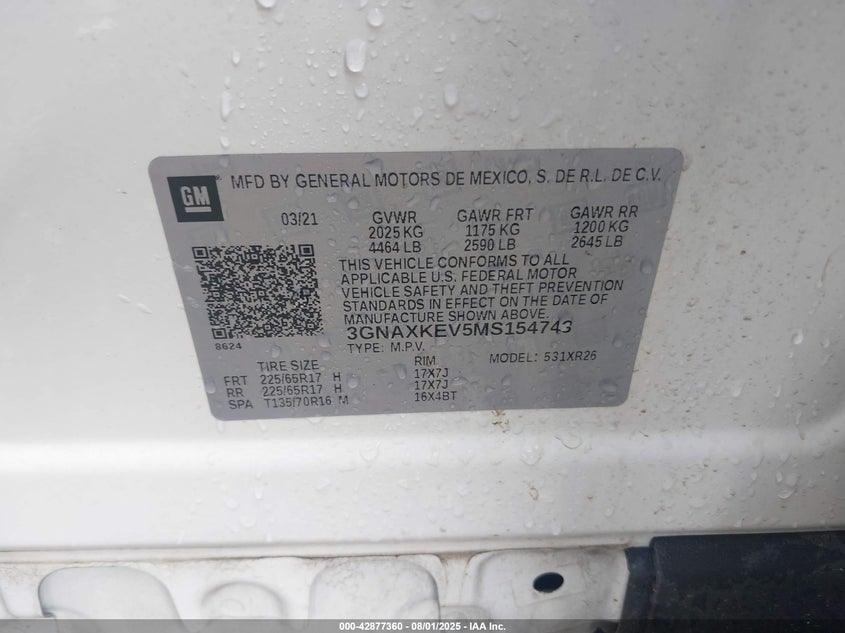 GM
MFD BY GENERAL MOTORS DE MEXICO, S. DE R.L. DE C.V.
03/21 GVWR GAWR FRT GAWR RR
2025 KG 1175 KG 1200 KG
4464 LB 2590 LB 2645 LB
THIS VEHICLE CONFORMS TO ALL
APPLICABLE U.S. FEDERAL MOTOR
VEHICLE SAFETY AND THEFT PREVENTION
STANDARDS IN EFFECT ON THE DATE OF
MANUFACTURE SHOWN ABOVE.
8624 3GNAXKEV5MS154743
TYPE: M.P.V. MODEL: 531XR26
TIRE SIZE RIM
FRT 225/65R17 H 17X7J
RR 225/65R17 H 17X7J
SPA T135/70R16 M 16X4BT
000-42877360 - 08/01/2025 - IAA Inc.